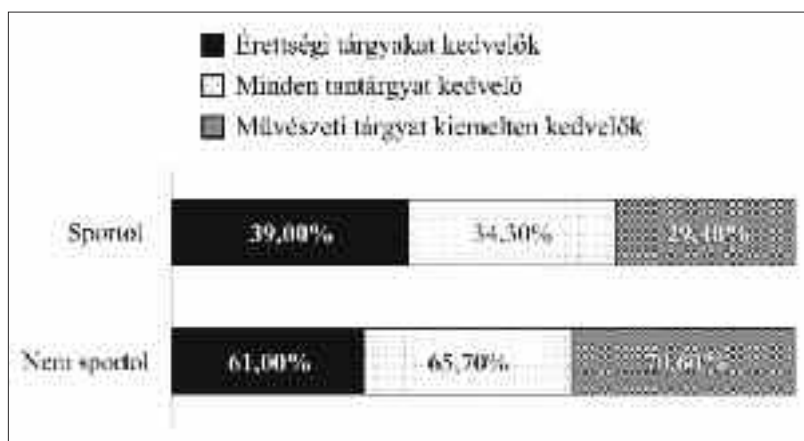 Érettségi tárgyakat kedvelők
Minden tantárgyat kedvelő
Művészeti tárgyat kiemelten kedvelők
Sportol
39,00%
34,30%
29,40%
Nem sportol
61,00%
65,70%
70,60%